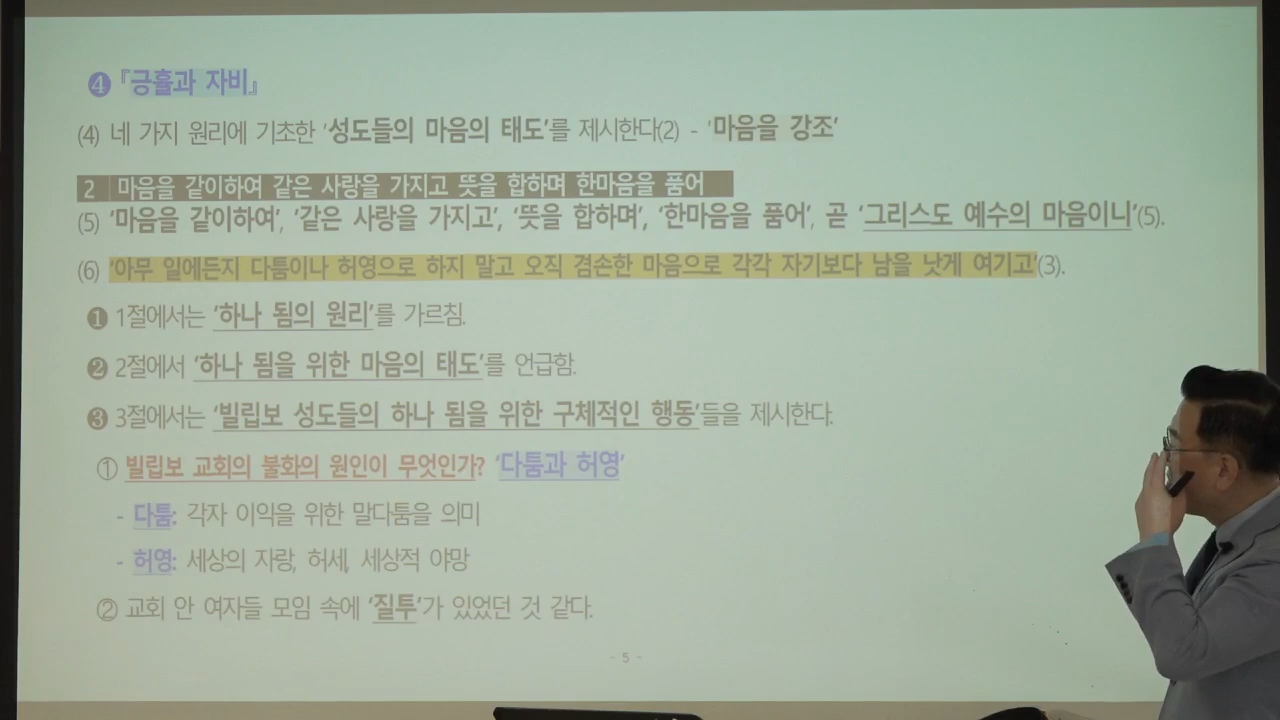 ❹『긍휼과 자비』
(4) 네 가지 원리에 기초한 ‘성도들의 마음의 태도’를 제시한다(2) - ‘마음을 강조’
2 마음을 같이하여 같은 사랑을 가지고 뜻을 합하며 한마음을 품어
(5) ‘마음을 같이하여’, ‘같은 사랑을 가지고’, ‘뜻을 합하며’, ‘한마음을 품어’, 곧 ‘그리스도 예수의 마음이니’(5).
(6) ‘아무 일에든지 다툼이나 허영으로 하지 말고 오직 겸손한 마음으로 각각 자기보다 남을 낫게 여기고’(3).
❶ 1절에서는 ‘하나 됨의 원리’를 가르침.
❷ 2절에서 ‘하나 됨을 위한 마음의 태도’를 언급함.
❸ 3절에서는 ‘빌립보 성도들의 하나 됨을 위한 구체적인 행동’들을 제시한다.
① 빌립보 교회의 불화의 원인이 무엇인가? ‘다툼과 허영’
- 다툼: 각자 이익을 위한 말다툼을 의미
- 허영: 세상의 자랑, 허세, 세상적 야망
② 교회 안 여자들 모임 속에 ‘질투’가 있었던 것 같다.
- 5 -